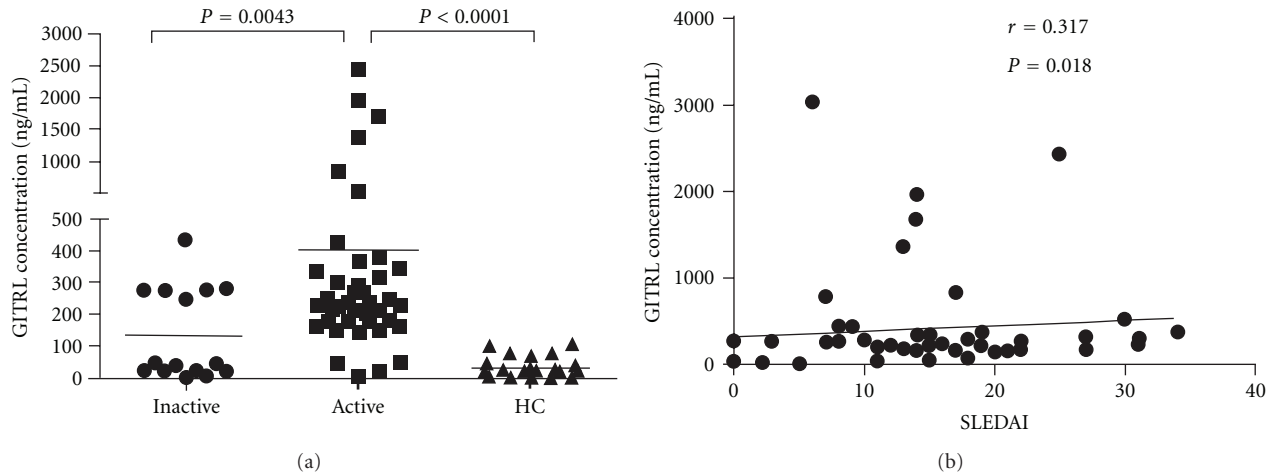 P = 0.0043
P < 0.0001
GITRL concentration (ng/mL)
3000
2500
2000
1500
1000
500
400
300
200
100
0
Inactive
Active
HC
(a)
r = 0.317
P = 0.018
GITRL concentration (ng/mL)
4000
3000
2000
1000
0
0
10
20
30
40
SLEDAI
(b)